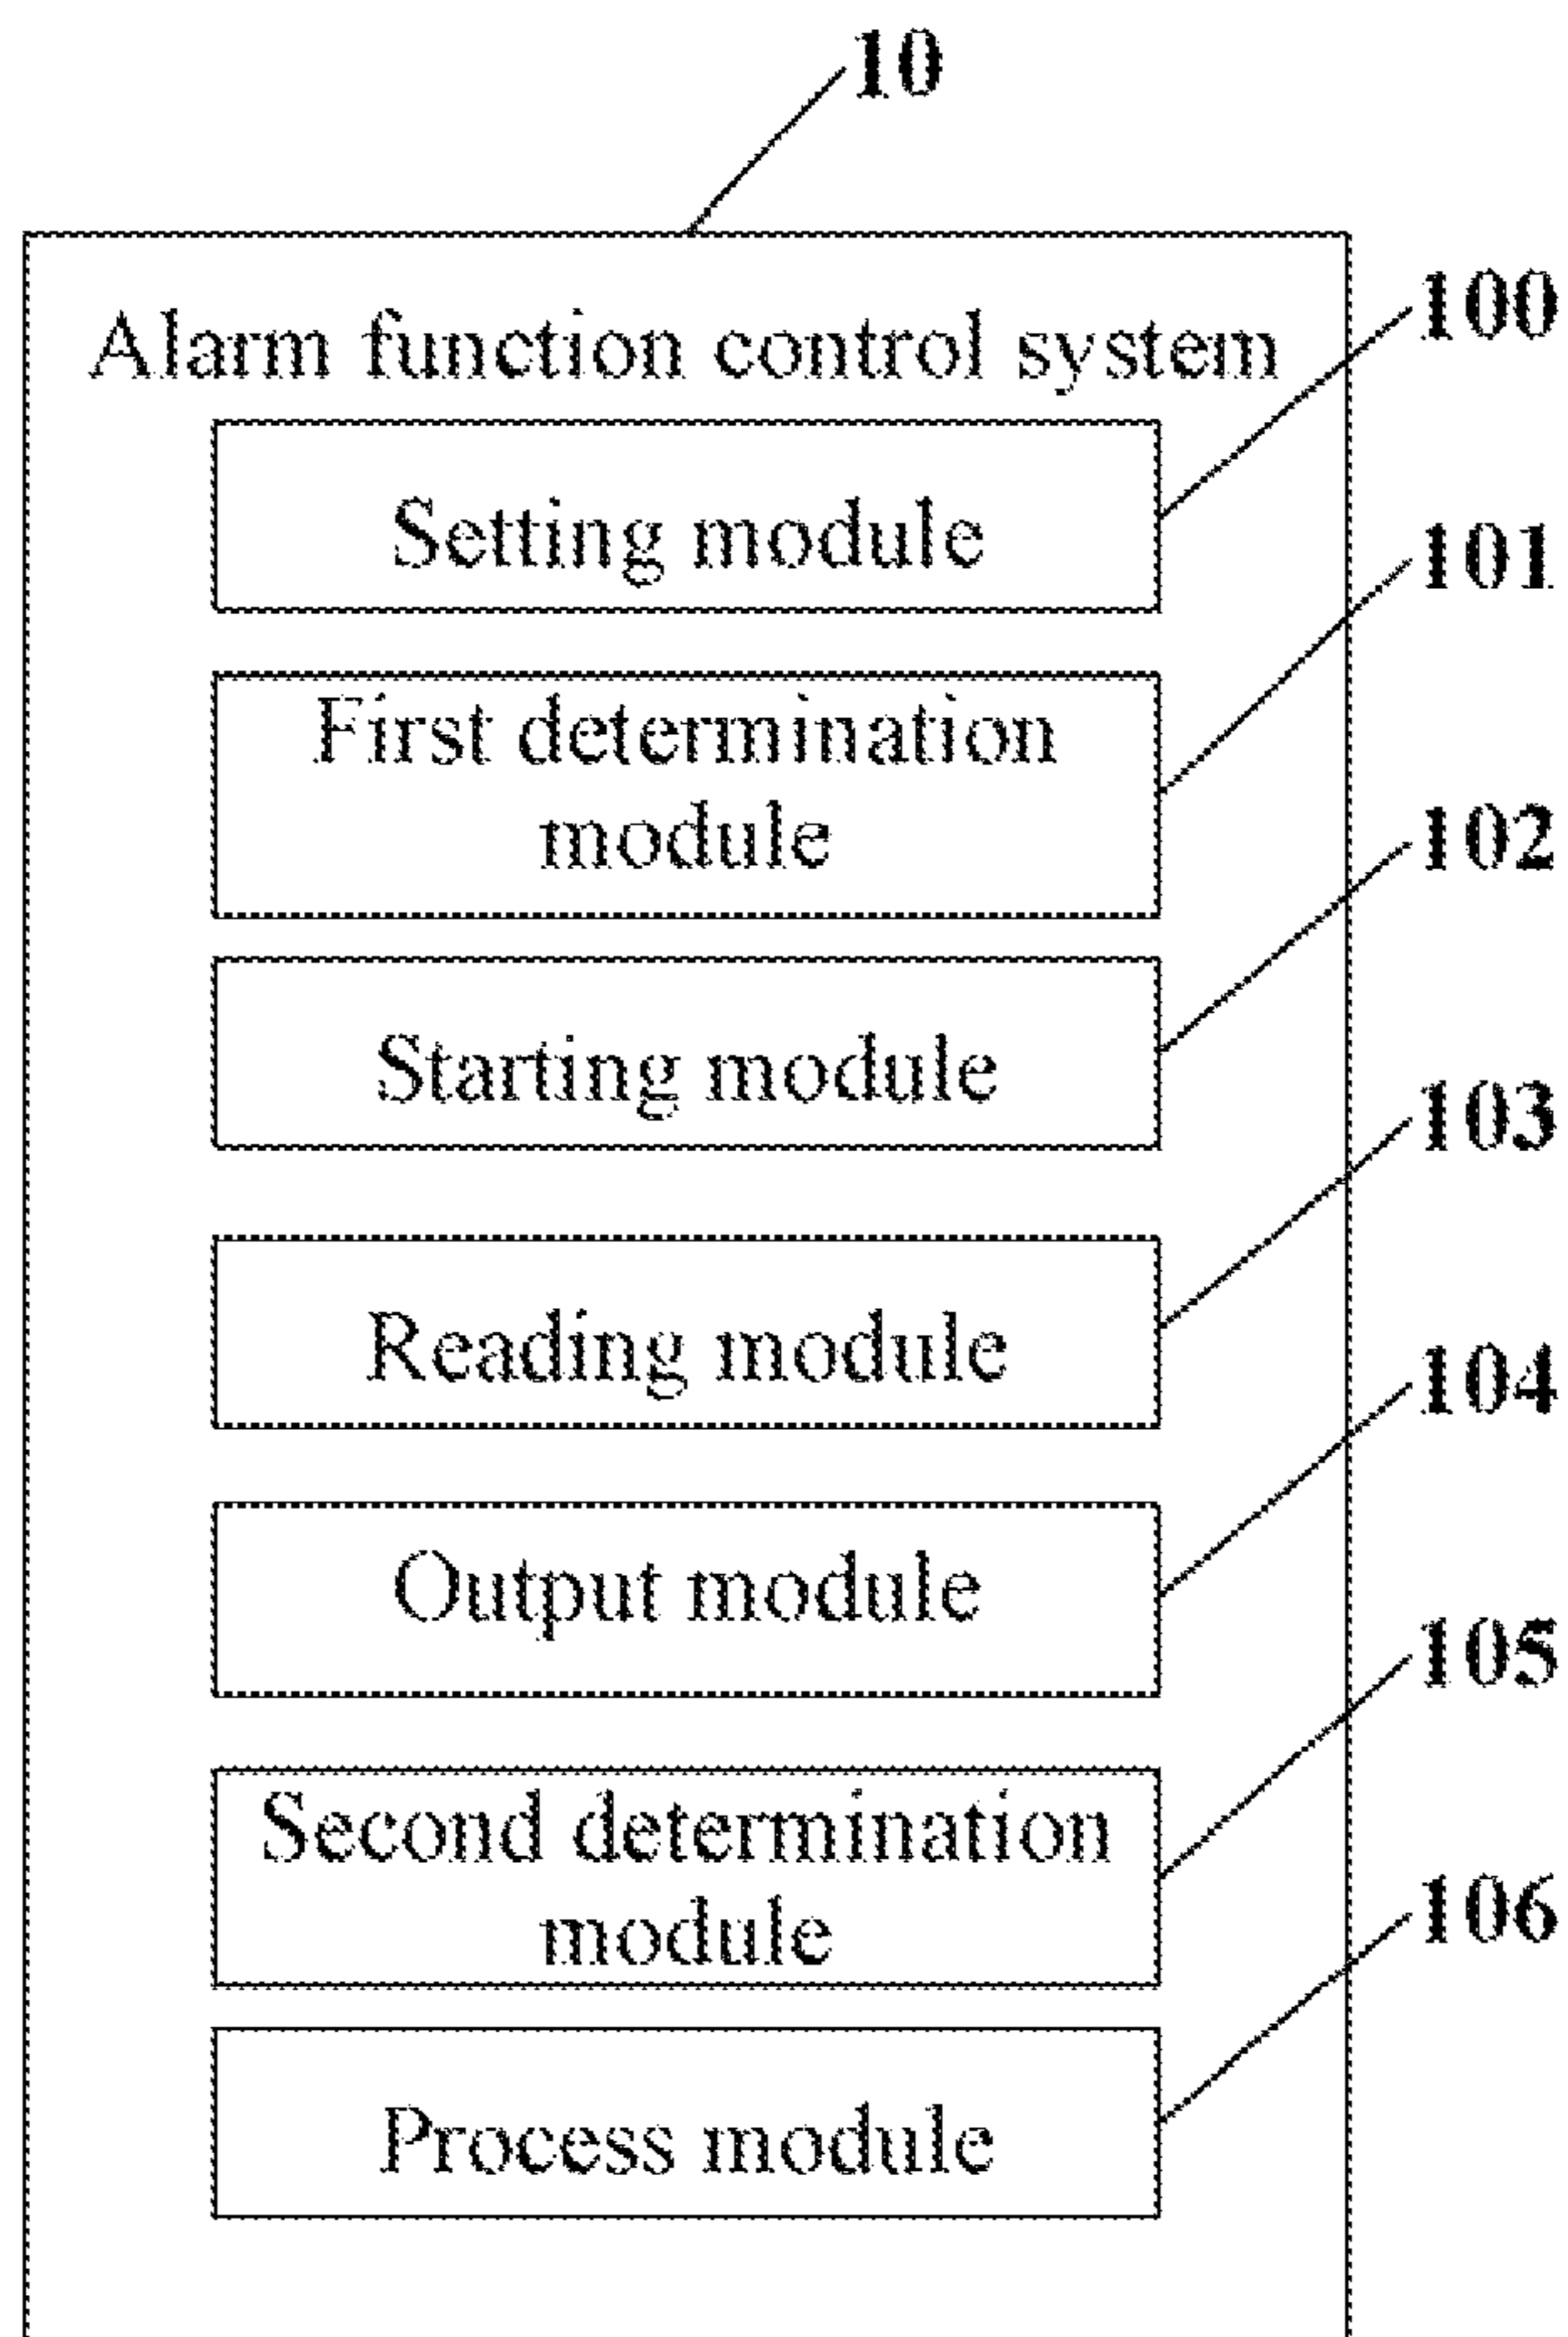 10
Alarm function control system
100
Setting module
101
First determination
module
102
Starting module
103
Reading module
104
Output module
105
Second determination
module
106
Process module